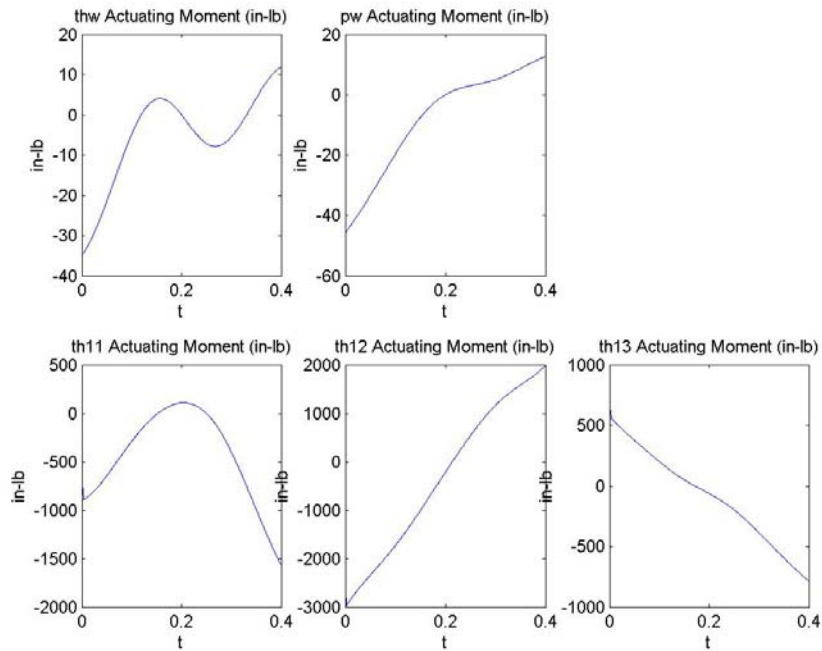 thw Actuating Moment (in-lb)
20
10
0
-10
-20
-30
-40
in-lb
0
0.2
0.4
t
pw Actuating Moment (in-lb)
20
0
-20
-40
-60
in-lb
0
0.2
0.4
t
th11 Actuating Moment (in-lb)
500
0
-500
-1000
-1500
-2000
in-lb
0
0.2
0.4
t
th12 Actuating Moment (in-lb)
2000
1000
0
-1000
-2000
-3000
in-lb
0
0.2
0.4
t
th13 Actuating Moment (in-lb)
1000
500
0
-500
-1000
in-lb
0
0.2
0.4
t